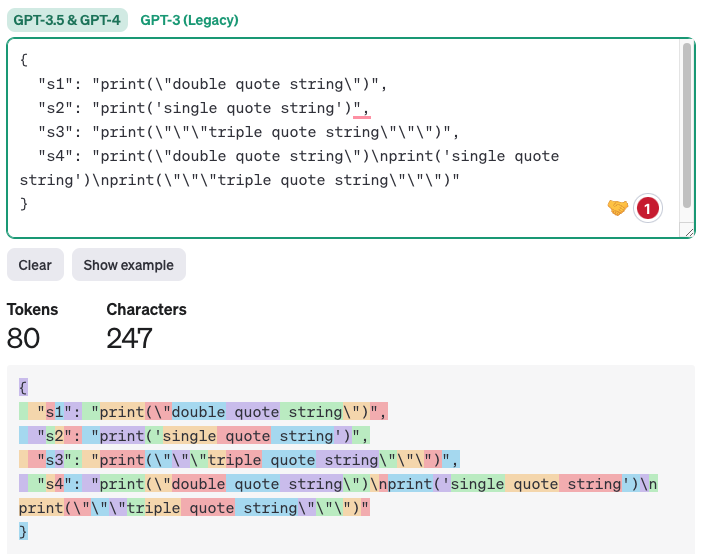 GPT-3.5 & GPT-4 GPT-3 (Legacy)
{
  "s1": "print(\"double quote string\")",
  "s2": "print('single quote string')",
  "s3": "print(\"\"\"triple quote string\"\"\")",
  "s4": "print(\"double quote string\")\nprint('single quote
string')\nprint(\"\"\"triple quote string\"\"\")"
}
1
Clear Show example
Tokens Characters
80 247
{
  "s1": "print(\"double quote string\")",
  "s2": "print('single quote string')",
  "s3": "print(\"\"\"triple quote string\"\"\")",
  "s4": "print(\"double quote string\")\nprint('single quote string')\n
print(\"\"\"triple quote string\"\"\")"
}